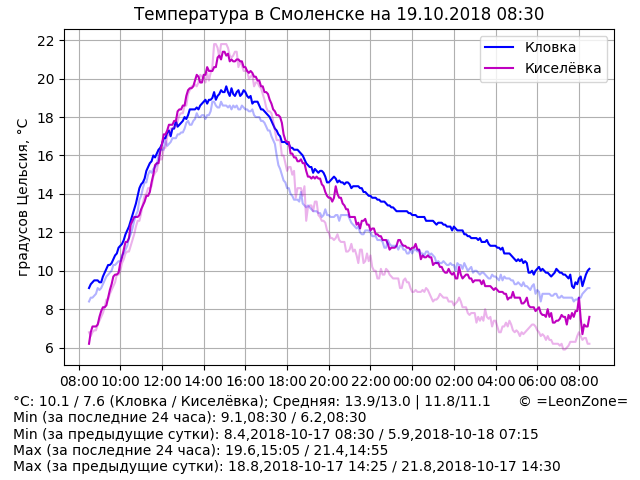 Температура в Смоленске на 19.10.2018 08:30
градусов Цельсия, °C
22
20
18
16
14
12
10
8
6
Кловка
Киселёвка
08:00 10:00 12:00 14:00 16:00 18:00 20:00 22:00 00:00 02:00 04:00 06:00 08:00
°C: 10.1 / 7.6 (Кловка / Киселёвка); Средняя: 13.9/13.0 | 11.8/11.1 © =LeonZone=
Min (за последние 24 часа): 9.1,08:30 / 6.2,08:30
Min (за предыдущие сутки): 8.4,2018-10-17 08:30 / 5.9,2018-10-18 07:15
Max (за последние 24 часа): 19.6,15:05 / 21.4,14:55
Max (за предыдущие сутки): 18.8,2018-10-17 14:25 / 21.8,2018-10-17 14:30